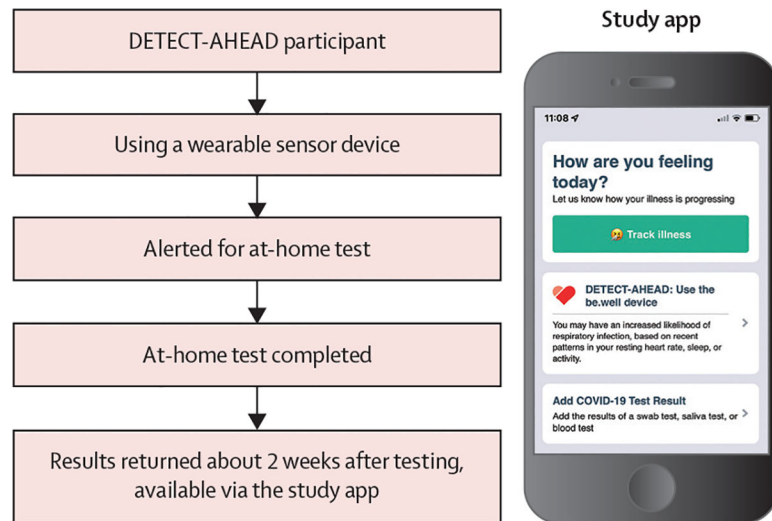 DETECT-AHEAD participant
Using a wearable sensor device
Alerted for at-home test
At-home test completed
Results returned about 2 weeks after testing,
available via the study app
Study app
11:08
How are you feeling
today?
Let us know how your illness is progressing
Track illness
DETECT-AHEAD: Use the
be.well device
You may have an increased likelihood of
respiratory infection, based on recent
patterns in your resting heart rate, sleep, or
activity.
Add COVID-19 Test Result
Add the results of a swab test, saliva test, or
blood test